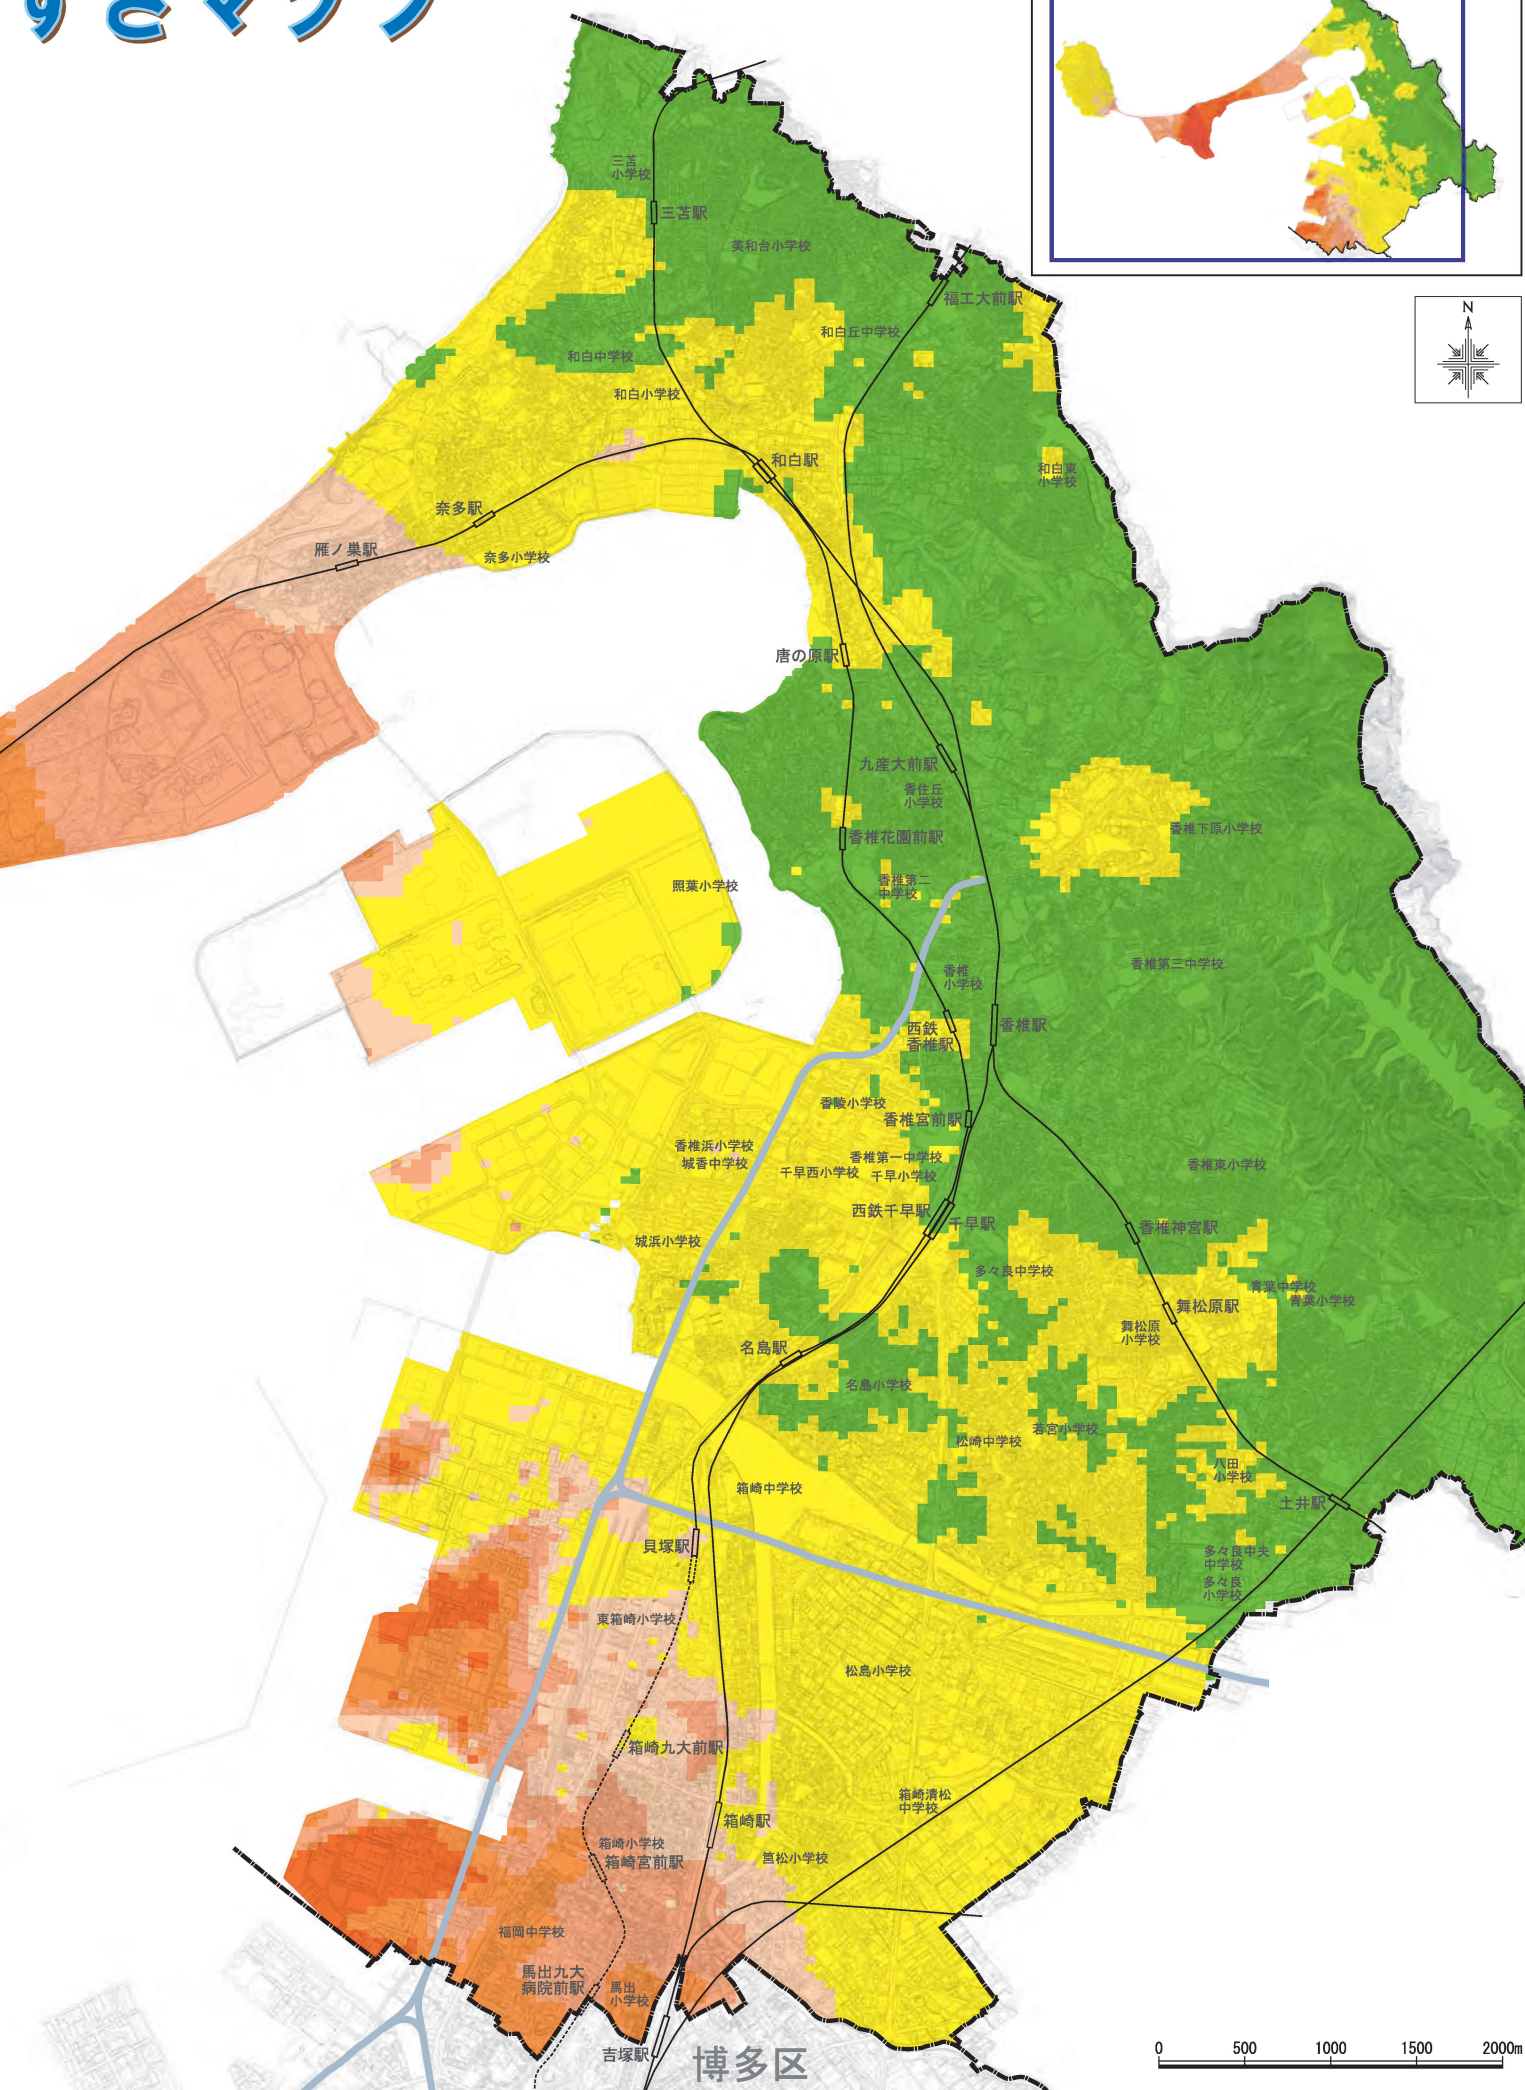 すさマップ
N
三苫
小学校
三苫駅
美和台小学校
福工大前駅
和白丘中学校
和白中学校
和白小学校
和白駅
和白東
小学校
奈多駅
雁ノ巣駅
奈多小学校
唐の原駅
九産大前駅
香住丘
小学校
香椎下原小学校
香椎花園前駅
照葉小学校
香椎第二
中学校
香椎第三中学校
香椎
小学校
西鉄
香椎駅
香椎駅
香陵小学校
香椎宮前駅
香椎浜小学校
城香中学校
香椎第一中学校
千早西小学校
千早小学校
香椎東小学校
西鉄千早駅
千早駅
香椎神宮駅
城浜小学校
多々良中学校
青葉中学校
青葉小学校
舞松原駅
舞松原
小学校
名島駅
名島小学校
若宮小学校
松崎中学校
八田
小学校
箱崎中学校
土井駅
貝塚駅
多々良中央
中学校
多々良
小学校
東箱崎小学校
松島小学校
箱崎九大前駅
箱崎清松
中学校
箱崎駅
箱崎小学校
箱崎宮前駅
筥松小学校
福岡中学校
馬出九大
病院前駅
馬出
小学校
吉塚駅
博多区
0 500 1000 1500 2000m